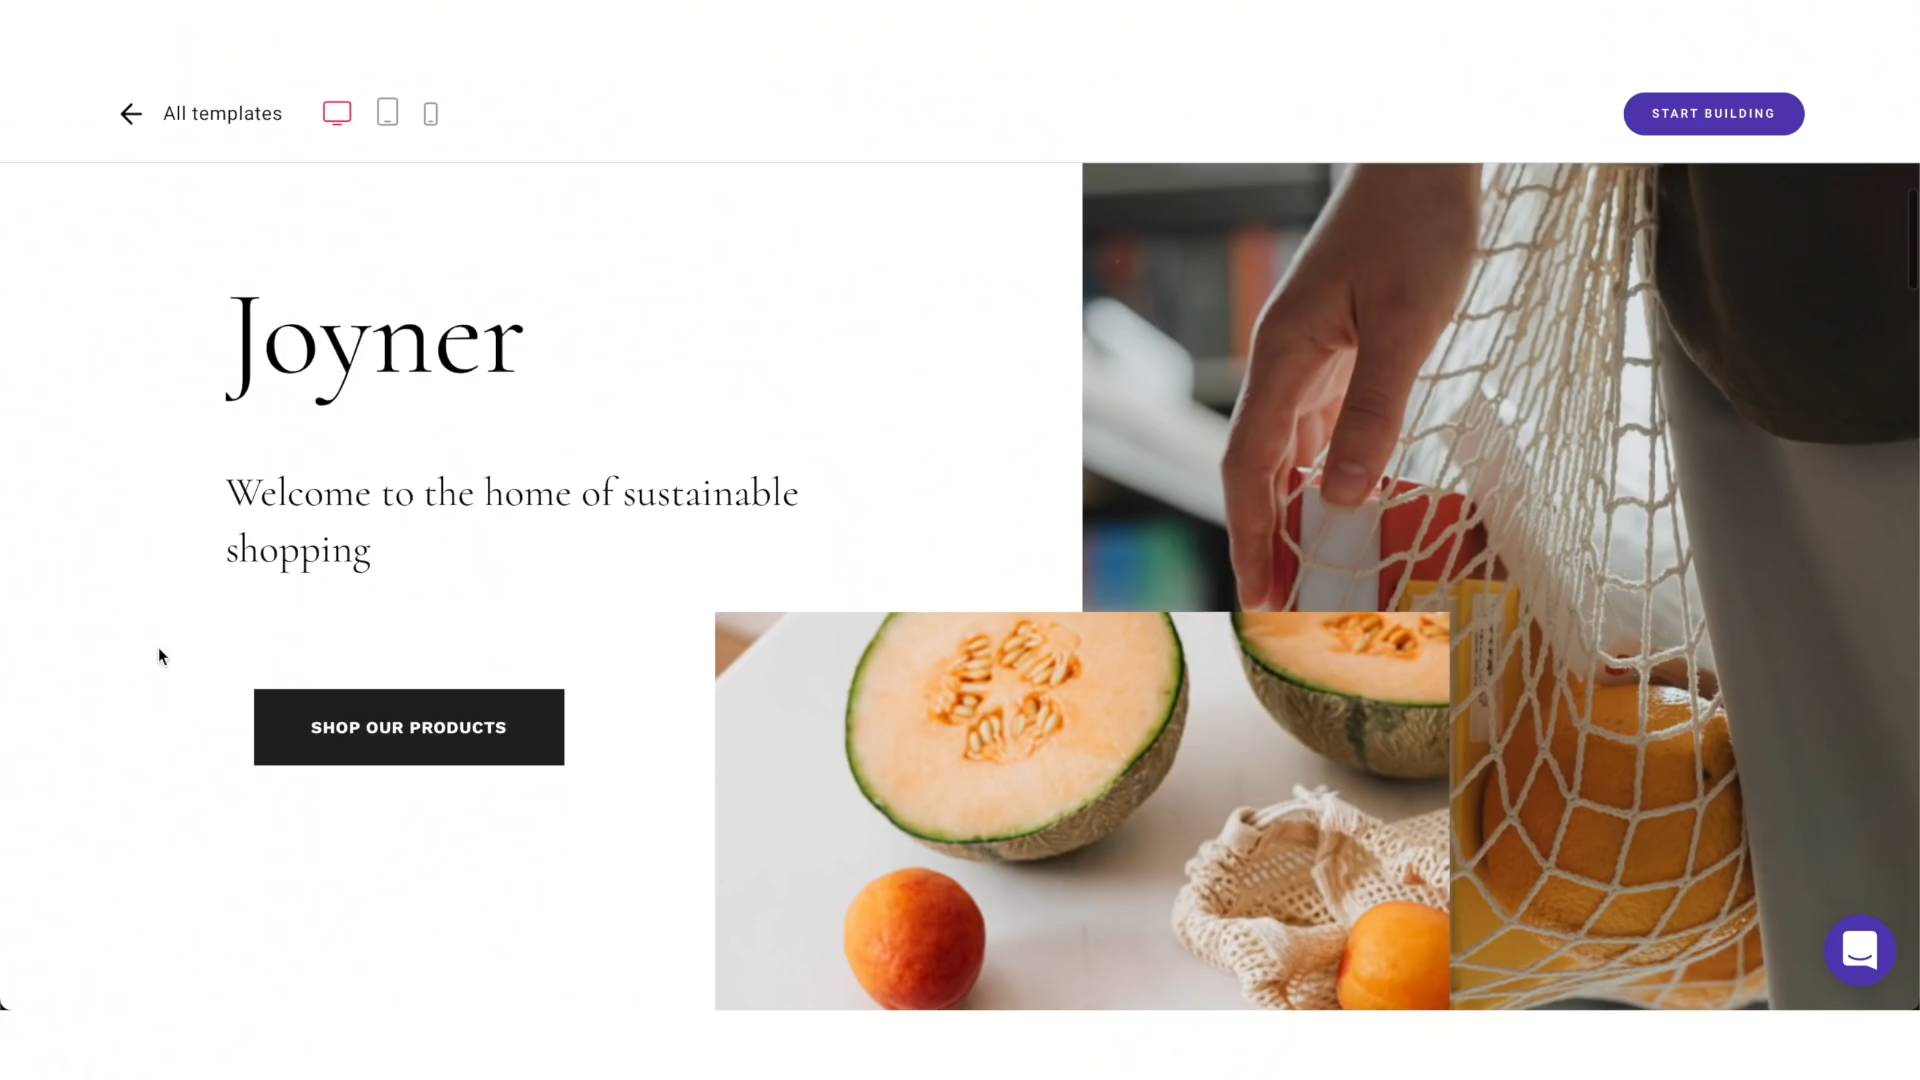 All templates
START BUILDING
Joyner
Welcome to the home of sustainable
shopping
SHOP OUR PRODUCTS